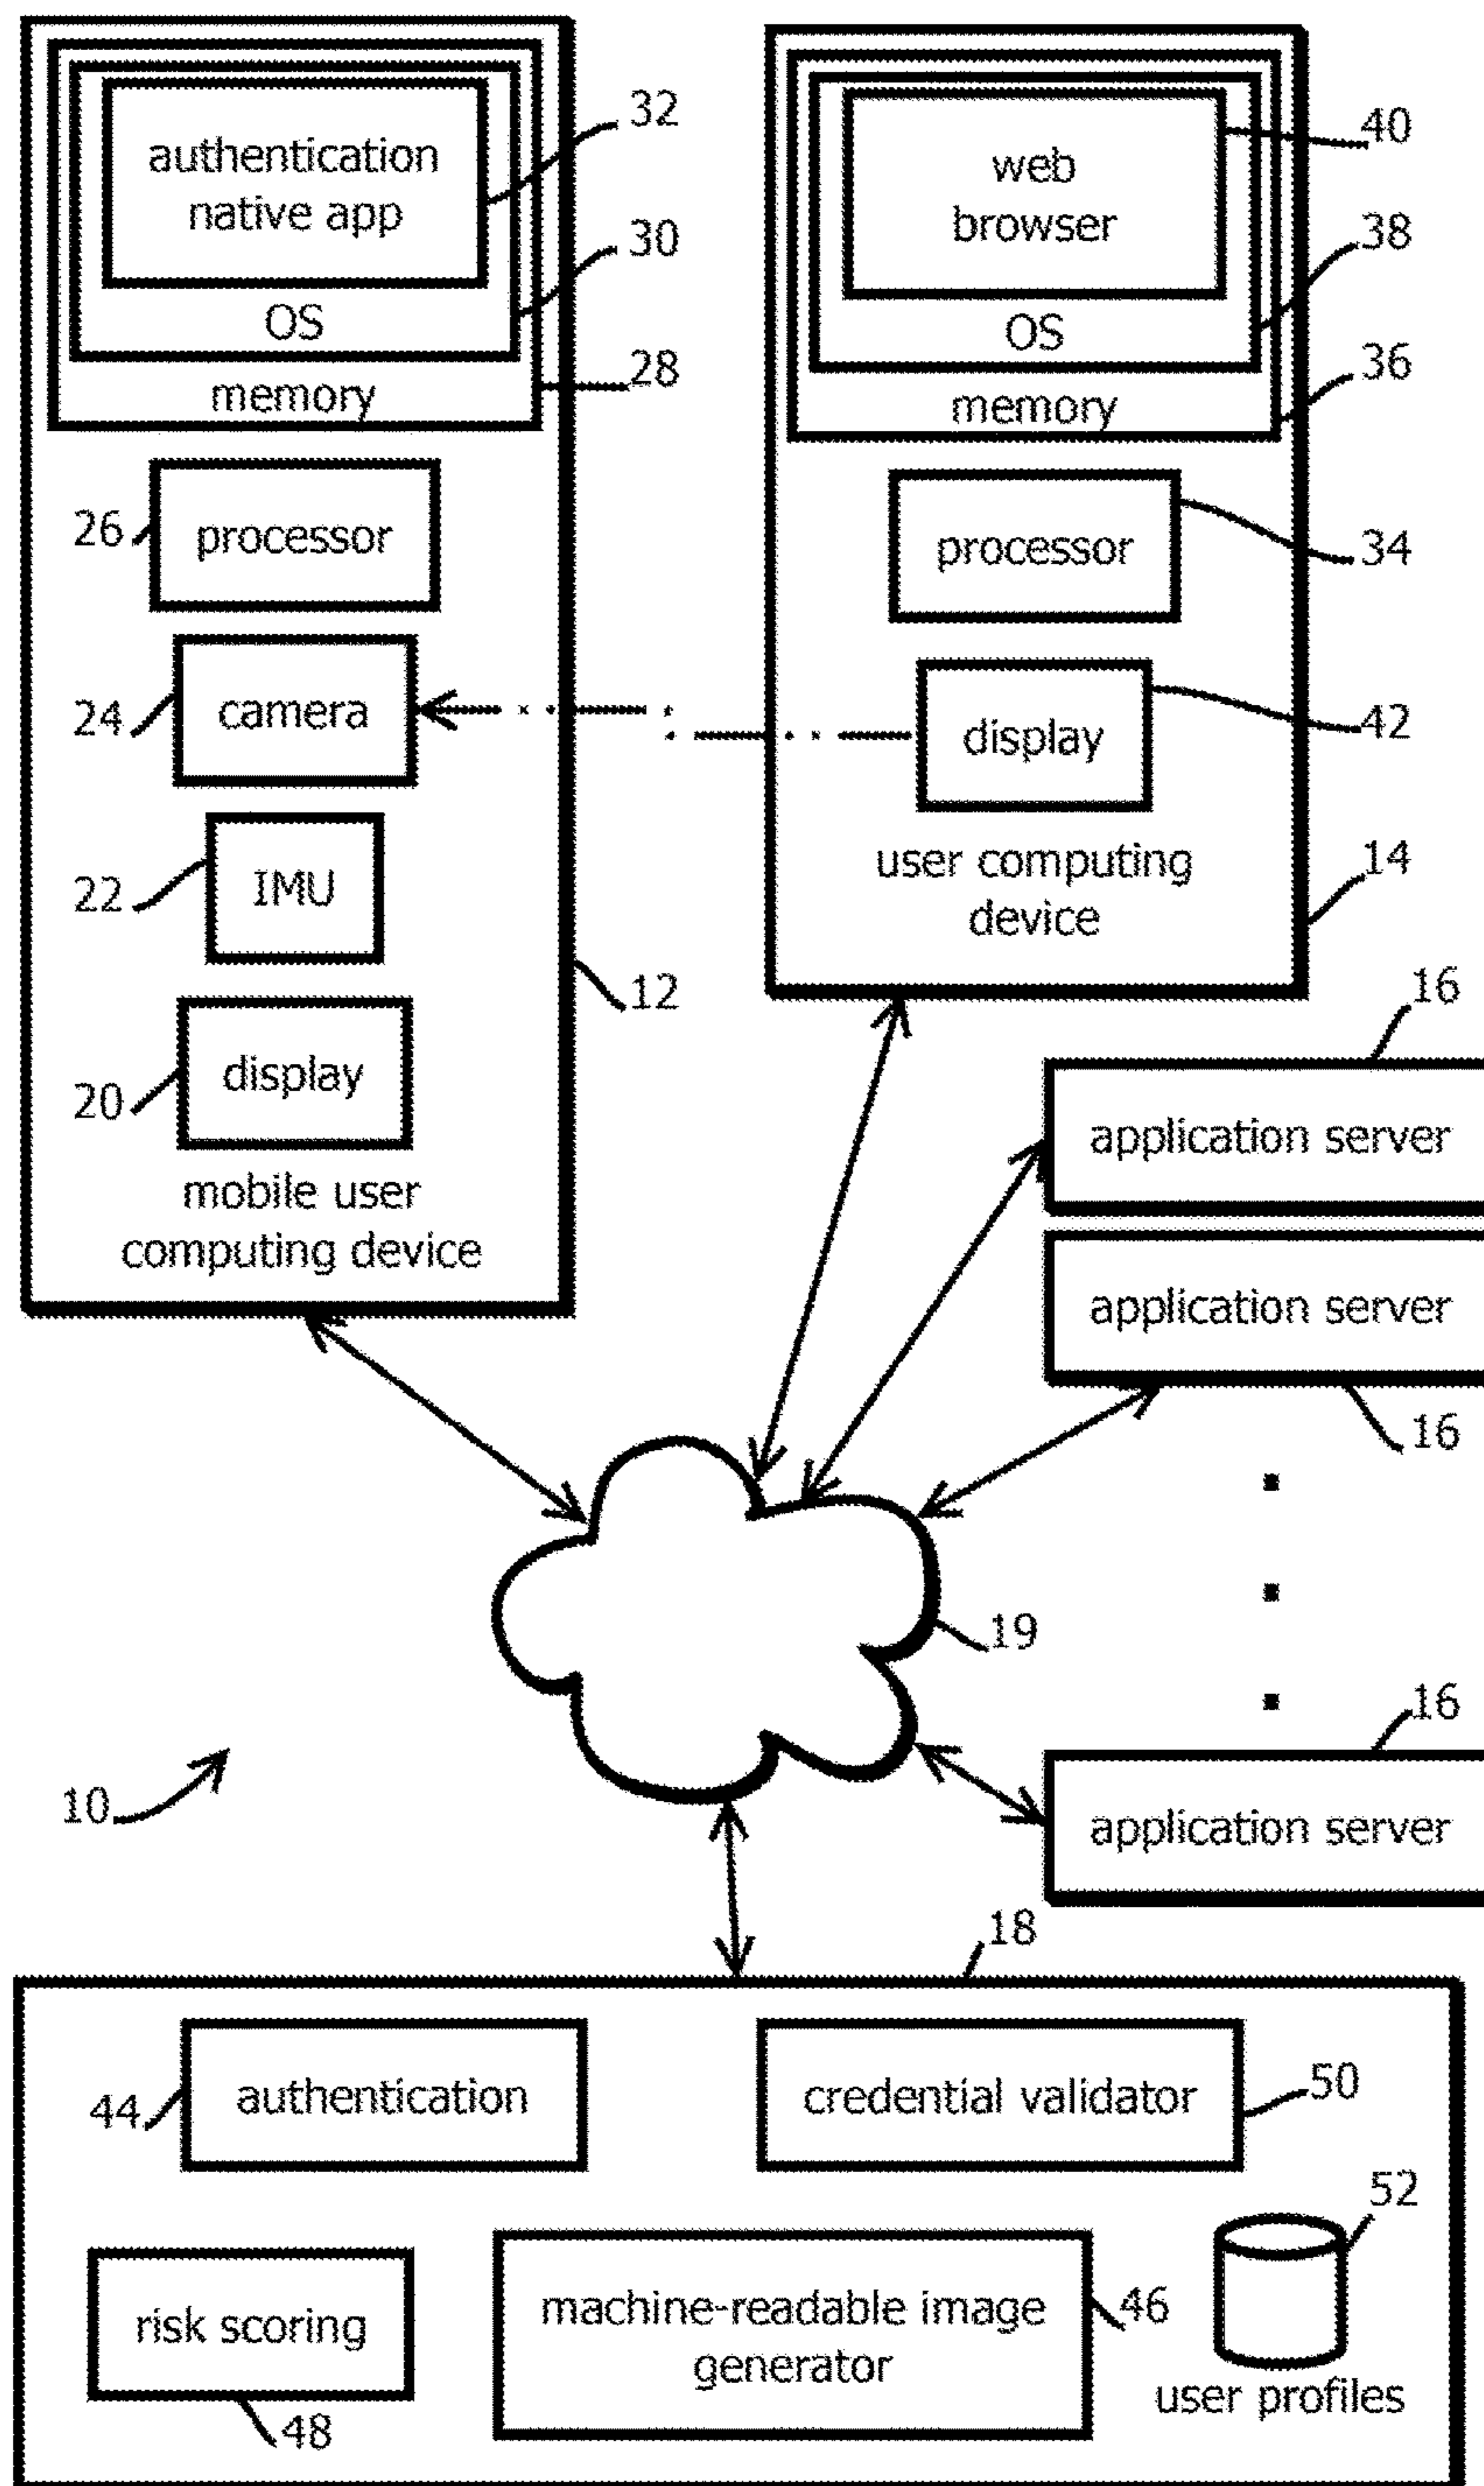 authentication
native app
32
30
OS
28
memory
26
processor
24
camera
22
IMU
12
20
display
mobile user
computing device
web
browser
40
38
OS
36
memory
processor
34
display
42
user computing
device
14
16
application server
application server
16
19
16
application server
10
18
44
authentication
credential validator
50
52
risk scoring
48
machine-readable image
generator
46
user profiles